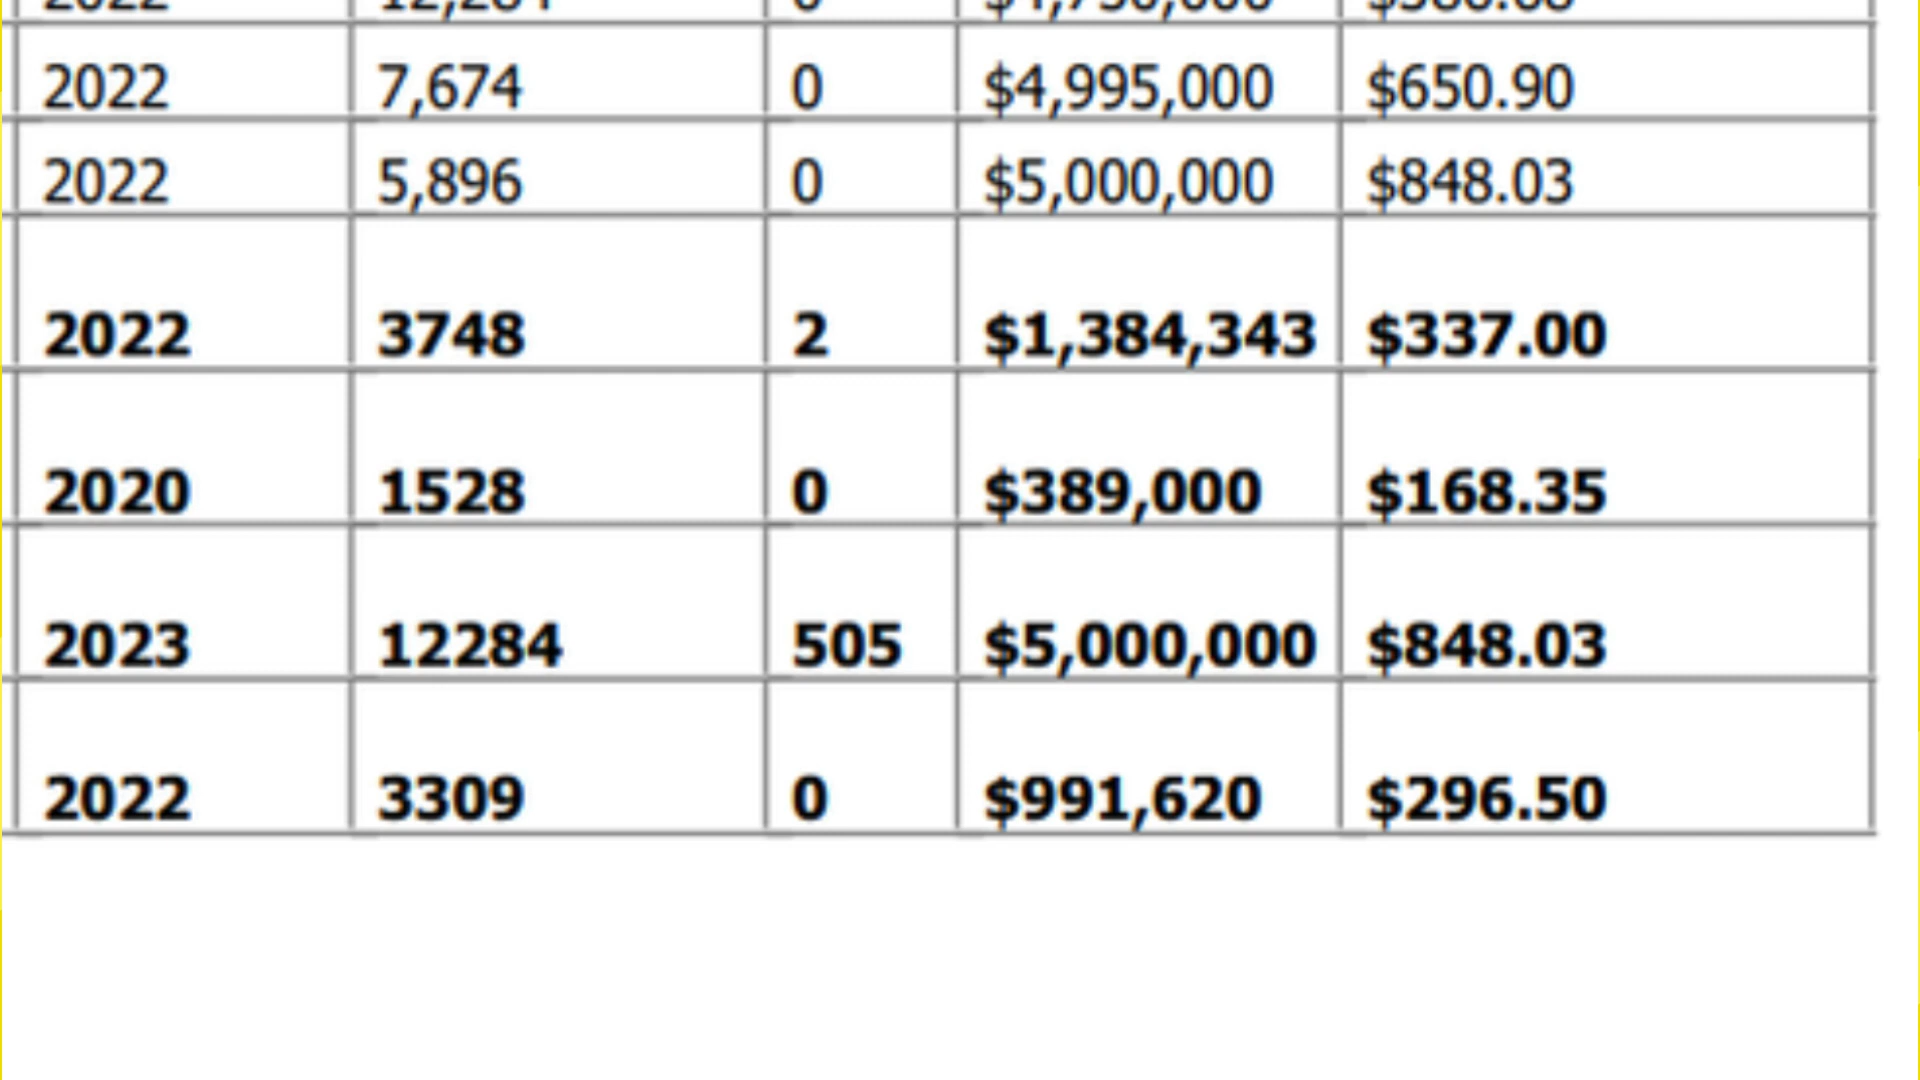 2022 7,674 0 $4,995,000 $650.90
2022 5,896 0 $5,000,000 $848.03
2022 3748 2 $1,384,343 $337.00
2020 1528 0 $389,000 $168.35
2023 12284 505 $5,000,000 $848.03
2022 3309 0 $991,620 $296.50